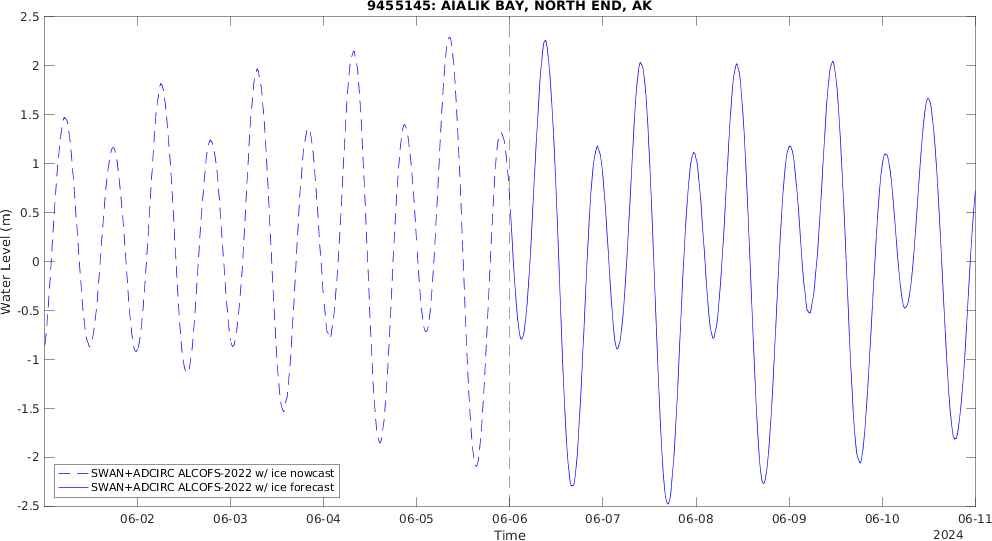 9455145: AIALIK BAY, NORTH END, AK
2.5
2
1.5
1
0.5
0
-0.5
-1
-1.5
-2
-2.5
Water Level (m)
SWAN+ADCIRC ALCOFS-2022 w/ ice nowcast
SWAN+ADCIRC ALCOFS-2022 w/ ice forecast
06-02 06-03 06-04 06-05 06-06 06-07 06-08 06-09 06-10 06-11
Time
2024